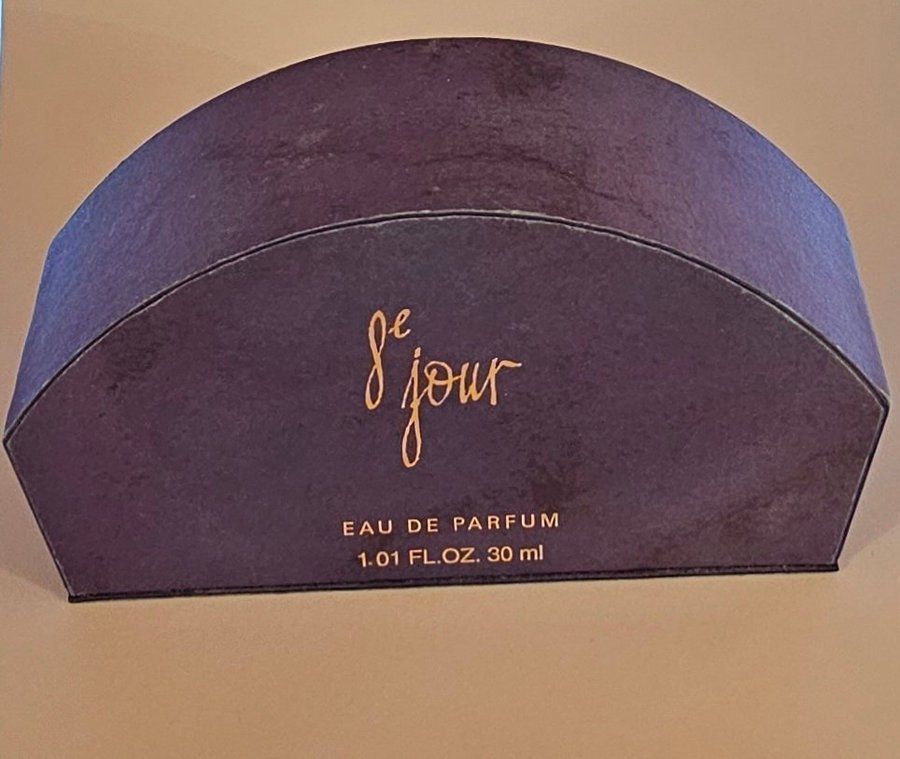 8e
jour
EAU DE PARFUM
1.01 FL.OZ. 30 ml